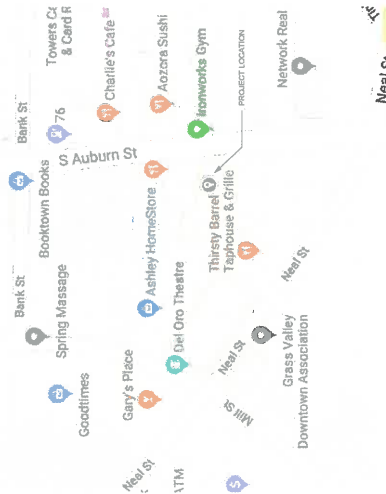 Towers C
& Card R
Charlie's Cafe
Aozora Sushi
Ironworks Gym
PROJECT LOCATION
Network Real
Neal St
Bank St
76
S Auburn St
Booktown Books
Ashley HomeStore
Thirsty Barrel
Taphouse & Grille
Neal St
Bank St
Spring Massage
Del Oro Theatre
Neal St
Grass Valley
Downtown Association
Goodtimes
Gary's Place
Mill St
Neal St
ATM